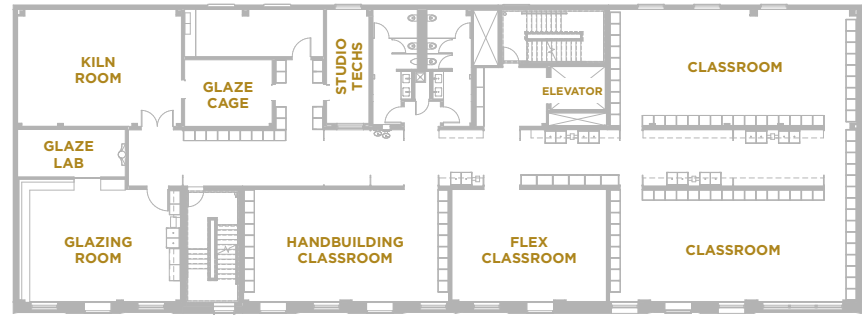 KILN
ROOM
GLAZE
CAGE
STUDIO
TECHS
ELEVATOR
CLASSROOM
GLAZE
LAB
GLAZING
ROOM
HANDBUILDING
CLASSROOM
FLEX
CLASSROOM
CLASSROOM